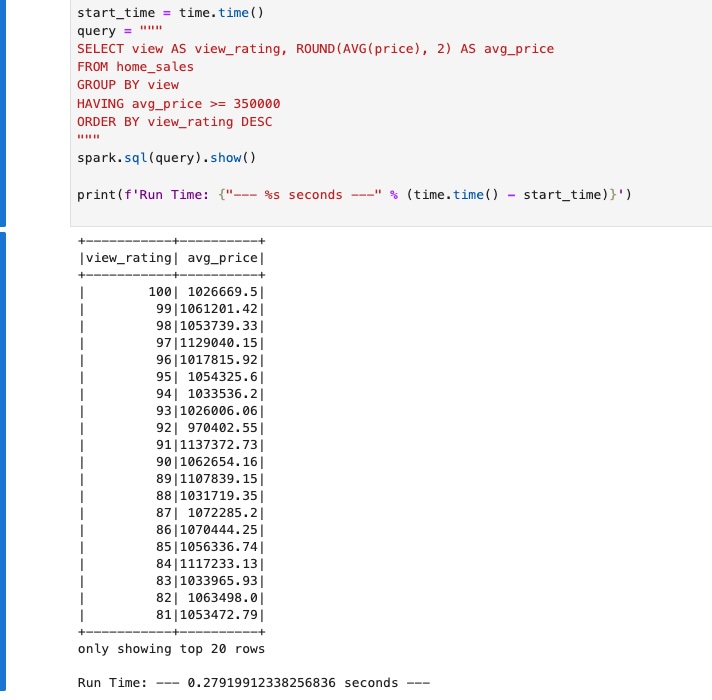 start_time = time.time()
query = """
SELECT view AS view_rating, ROUND(AVG(price), 2) AS avg_price
FROM home_sales
GROUP BY view
HAVING avg_price >= 350000
ORDER BY view_rating DESC
"""
spark.sql(query).show()
print(f'Run Time: {"--- %s seconds ---" % (time.time() - start_time)}')
+-----------+----------+
|view_rating| avg_price|
+-----------+----------+
|        100| 1026669.5|
|         99|1061201.42|
|         98|1053739.33|
|         97|1129040.15|
|         96|1017815.92|
|         95| 1054325.6|
|         94| 1033536.2|
|         93|1026006.06|
|         92| 970402.55|
|         91|1137372.73|
|         90|1062654.16|
|         89|1107839.15|
|         88|1031719.35|
|         87| 1072285.2|
|         86|1070444.25|
|         85|1056336.74|
|         84|1117233.13|
|         83|1033965.93|
|         82| 1063498.0|
|         81|1053472.79|
+-----------+----------+
only showing top 20 rows
Run Time: --- 0.27919912338256836 seconds ---